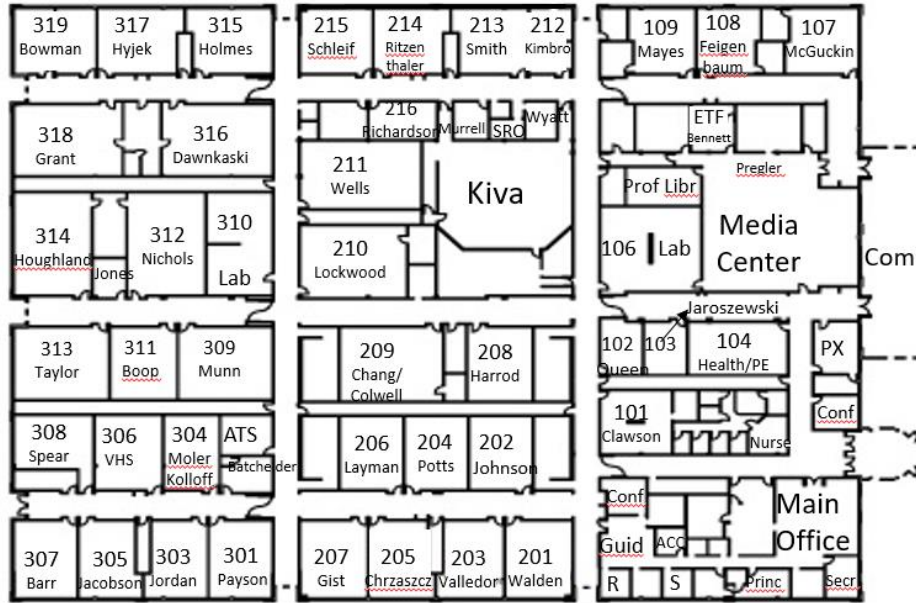 319
Bowman
317
Hyjek
315
Holmes
215
Schleif
214
Ritzen
thaler
213
Smith
212
Kimbro
109
Mayes
108
Feigen
baum
107
McGuckin
318
Grant
316
Dawnkaski
216
Richardson
Murrell
SRO
Wyatt
ETF
Bennett
Pregler
211
Wells
Kiva
Prof Libr
Media
Center
314
Houghland
Jones
312
Nichols
310
Lab
210
Lockwood
106
Lab
Com
Jaroszewski
313
Taylor
311
Boop
309
Munn
209
Chang/
Colwell
208
Harrod
102
Queen
103
104
Health/PE
PX
308
Spear
306
VHS
304
Moler
Kolloff
ATS
Batchelder
206
Layman
204
Potts
202
Johnson
101
Clawson
Nurse
Conf
307
Barr
305
Jacobson
303
Jordan
301
Payson
207
Gist
205
Chrzaszcz
203
Valledor
201
Walden
Conf
Guid
ACC
Main
Office
R
S
Princ
Secr